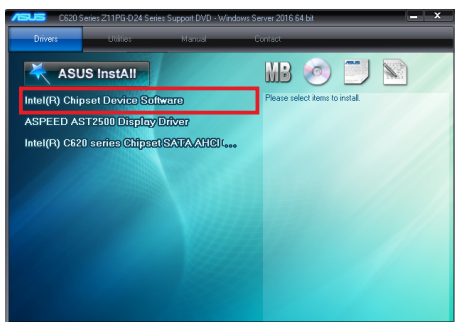 ASUS C620 Series Z11PG-D24 Series Support DVD - Windows Server 2016 64 bit
Drivers Utilities Manual Contact
ASUS InstAll
MB
Intel(R) Chipset Device Software
Please select items to install.
ASPEED AST2500 Display Driver
Intel(R) C620 series Chipset SATA AHCI ...